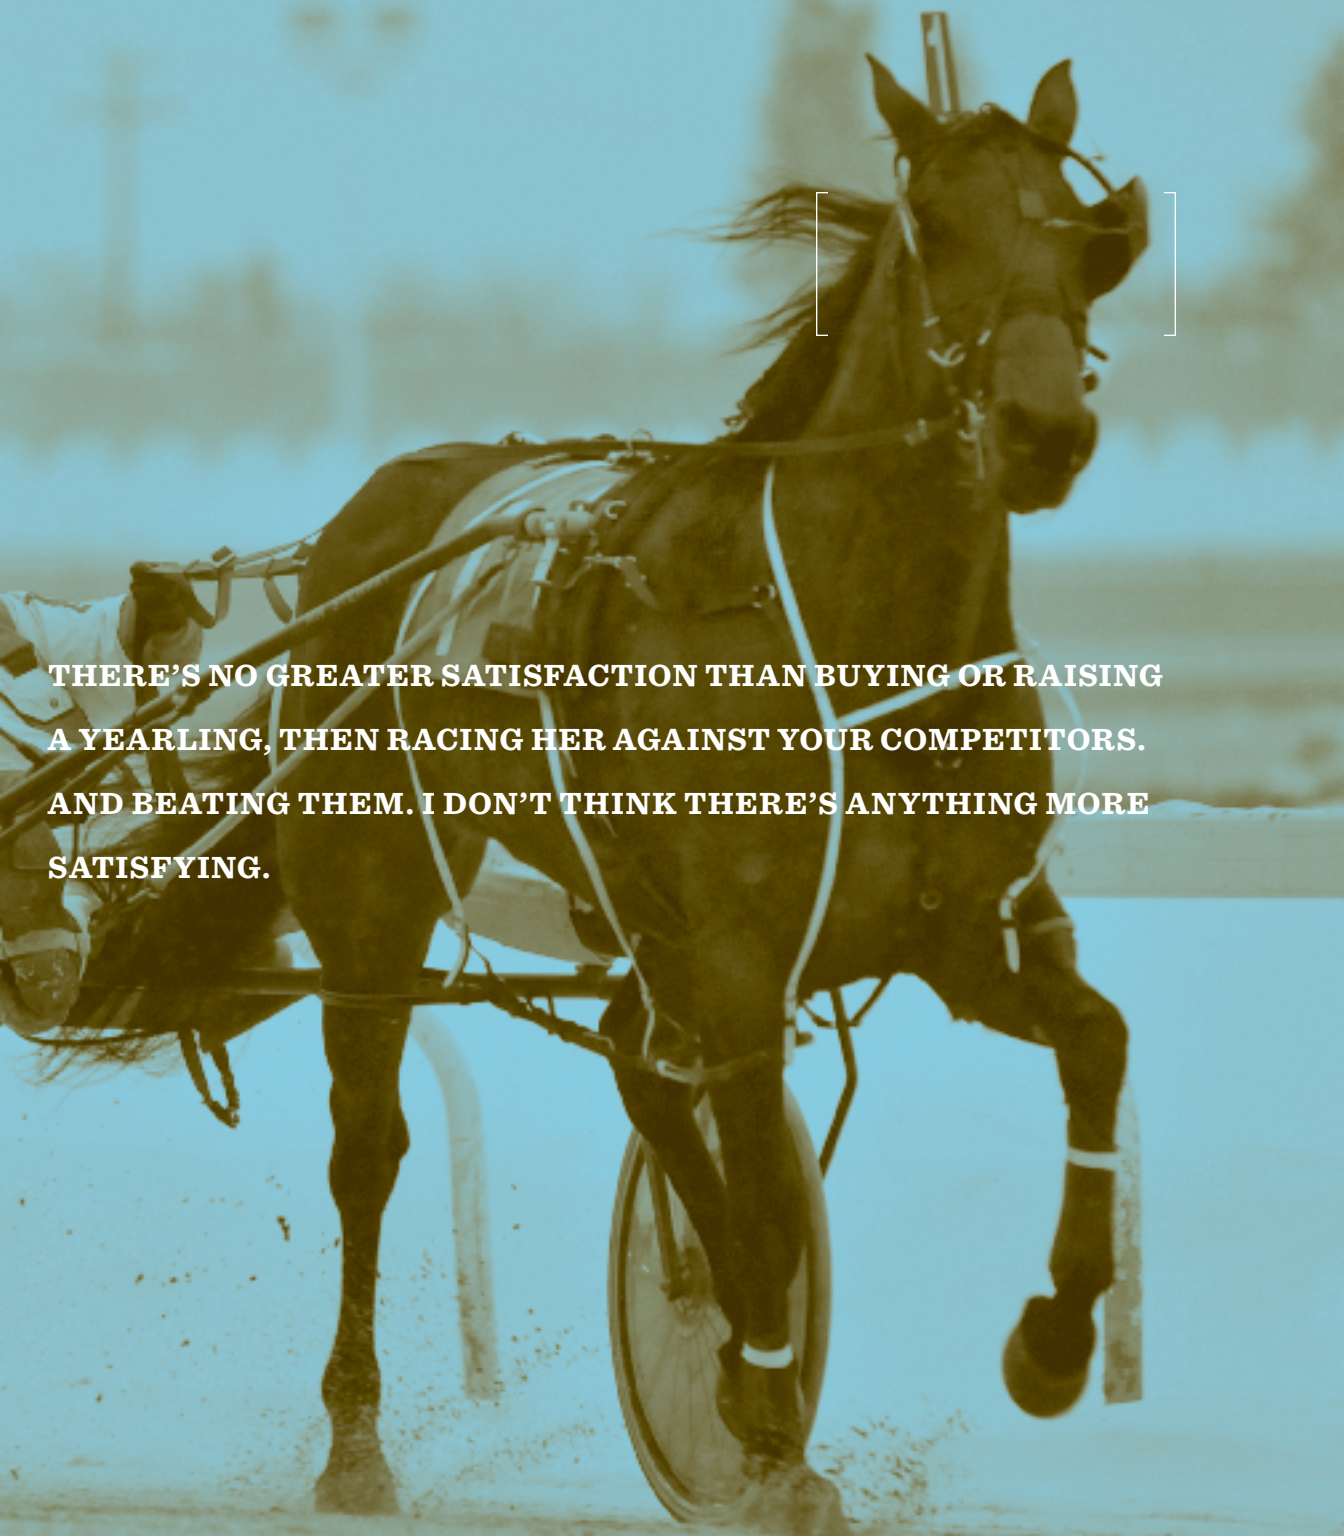 THERE’S NO GREATER SATISFACTION THAN BUYING OR RAISING
A YEARLING, THEN RACING HER AGAINST YOUR COMPETITORS.
AND BEATING THEM. I DON’T THINK THERE’S ANYTHING MORE
SATISFYING.